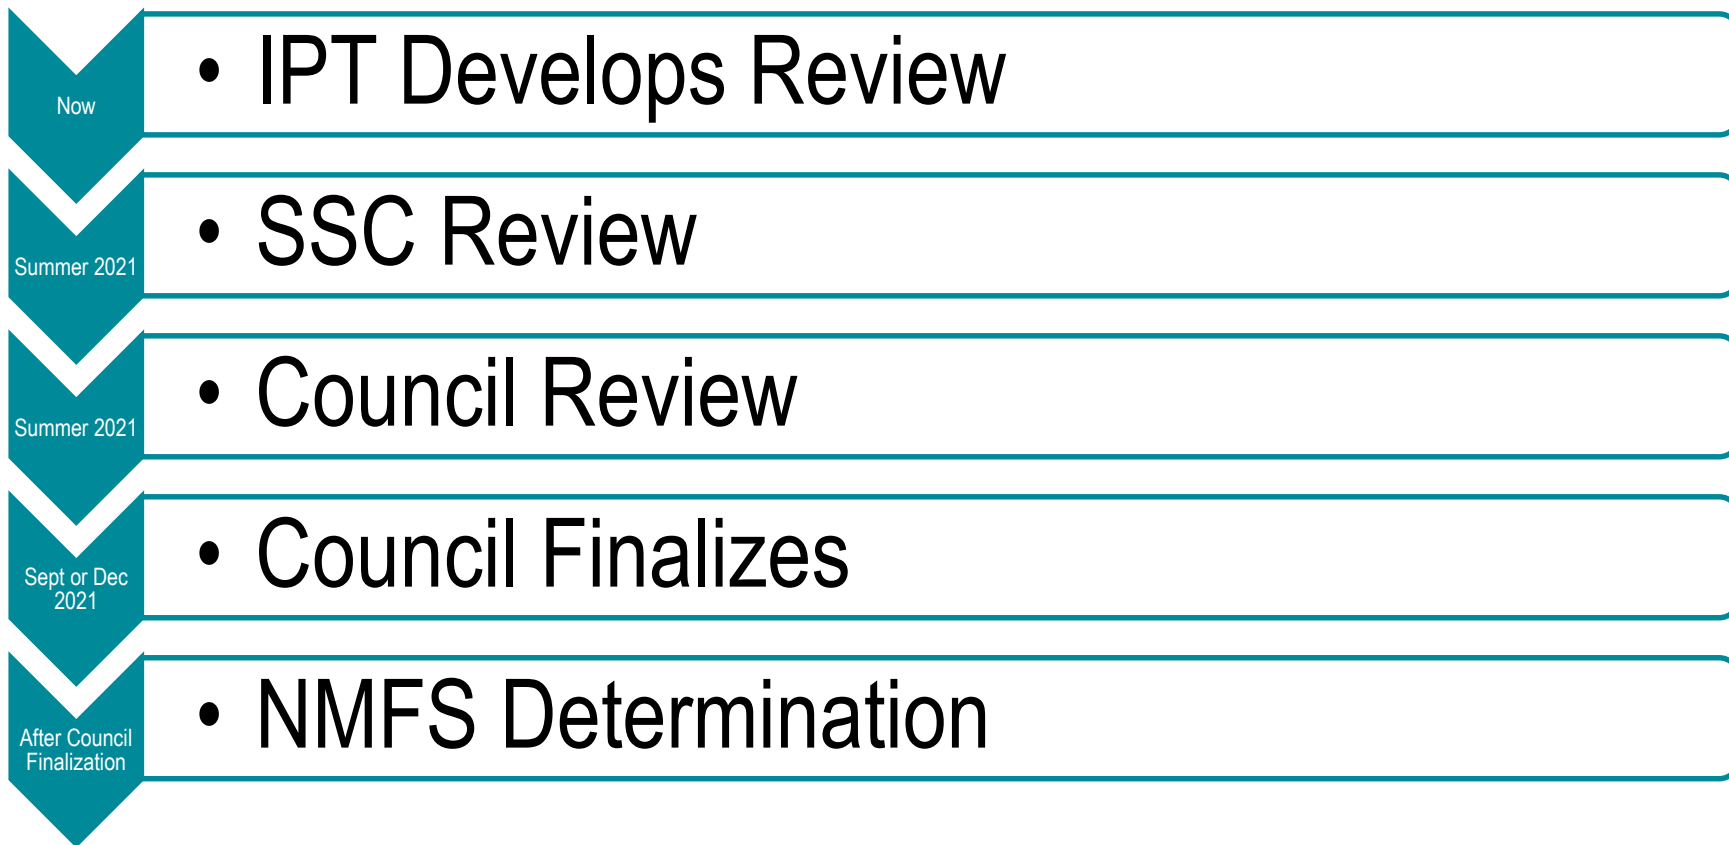 Now
• IPT Develops Review
Summer 2021
• SSC Review
Summer 2021
• Council Review
Sept or Dec
2021
• Council Finalizes
After Council
Finalization
• NMFS Determination